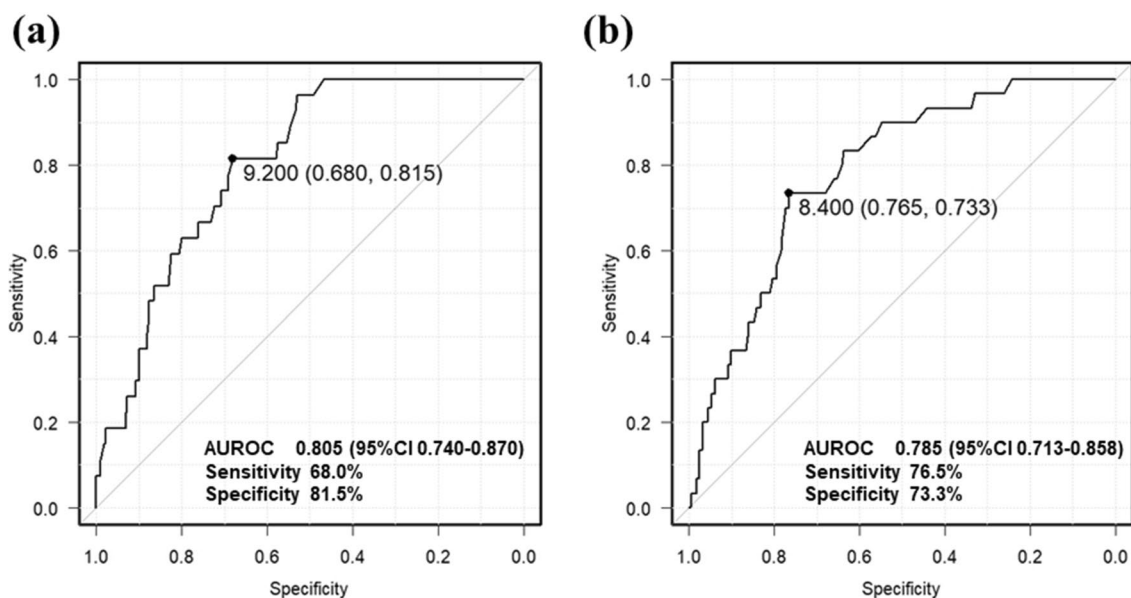 (a)
1.0
0.8
0.6
0.4
0.2
0.0
Sensitivity
9.200 (0.680, 0.815)
AUROC 0.805 (95%CI 0.740-0.870)
Sensitivity 68.0%
Specificity 81.5%
1.0 0.8 0.6 0.4 0.2 0.0
Specificity
(b)
1.0
0.8
0.6
0.4
0.2
0.0
Sensitivity
8.400 (0.765, 0.733)
AUROC 0.785 (95%CI 0.713-0.858)
Sensitivity 76.5%
Specificity 73.3%
1.0 0.8 0.6 0.4 0.2 0.0
Specificity